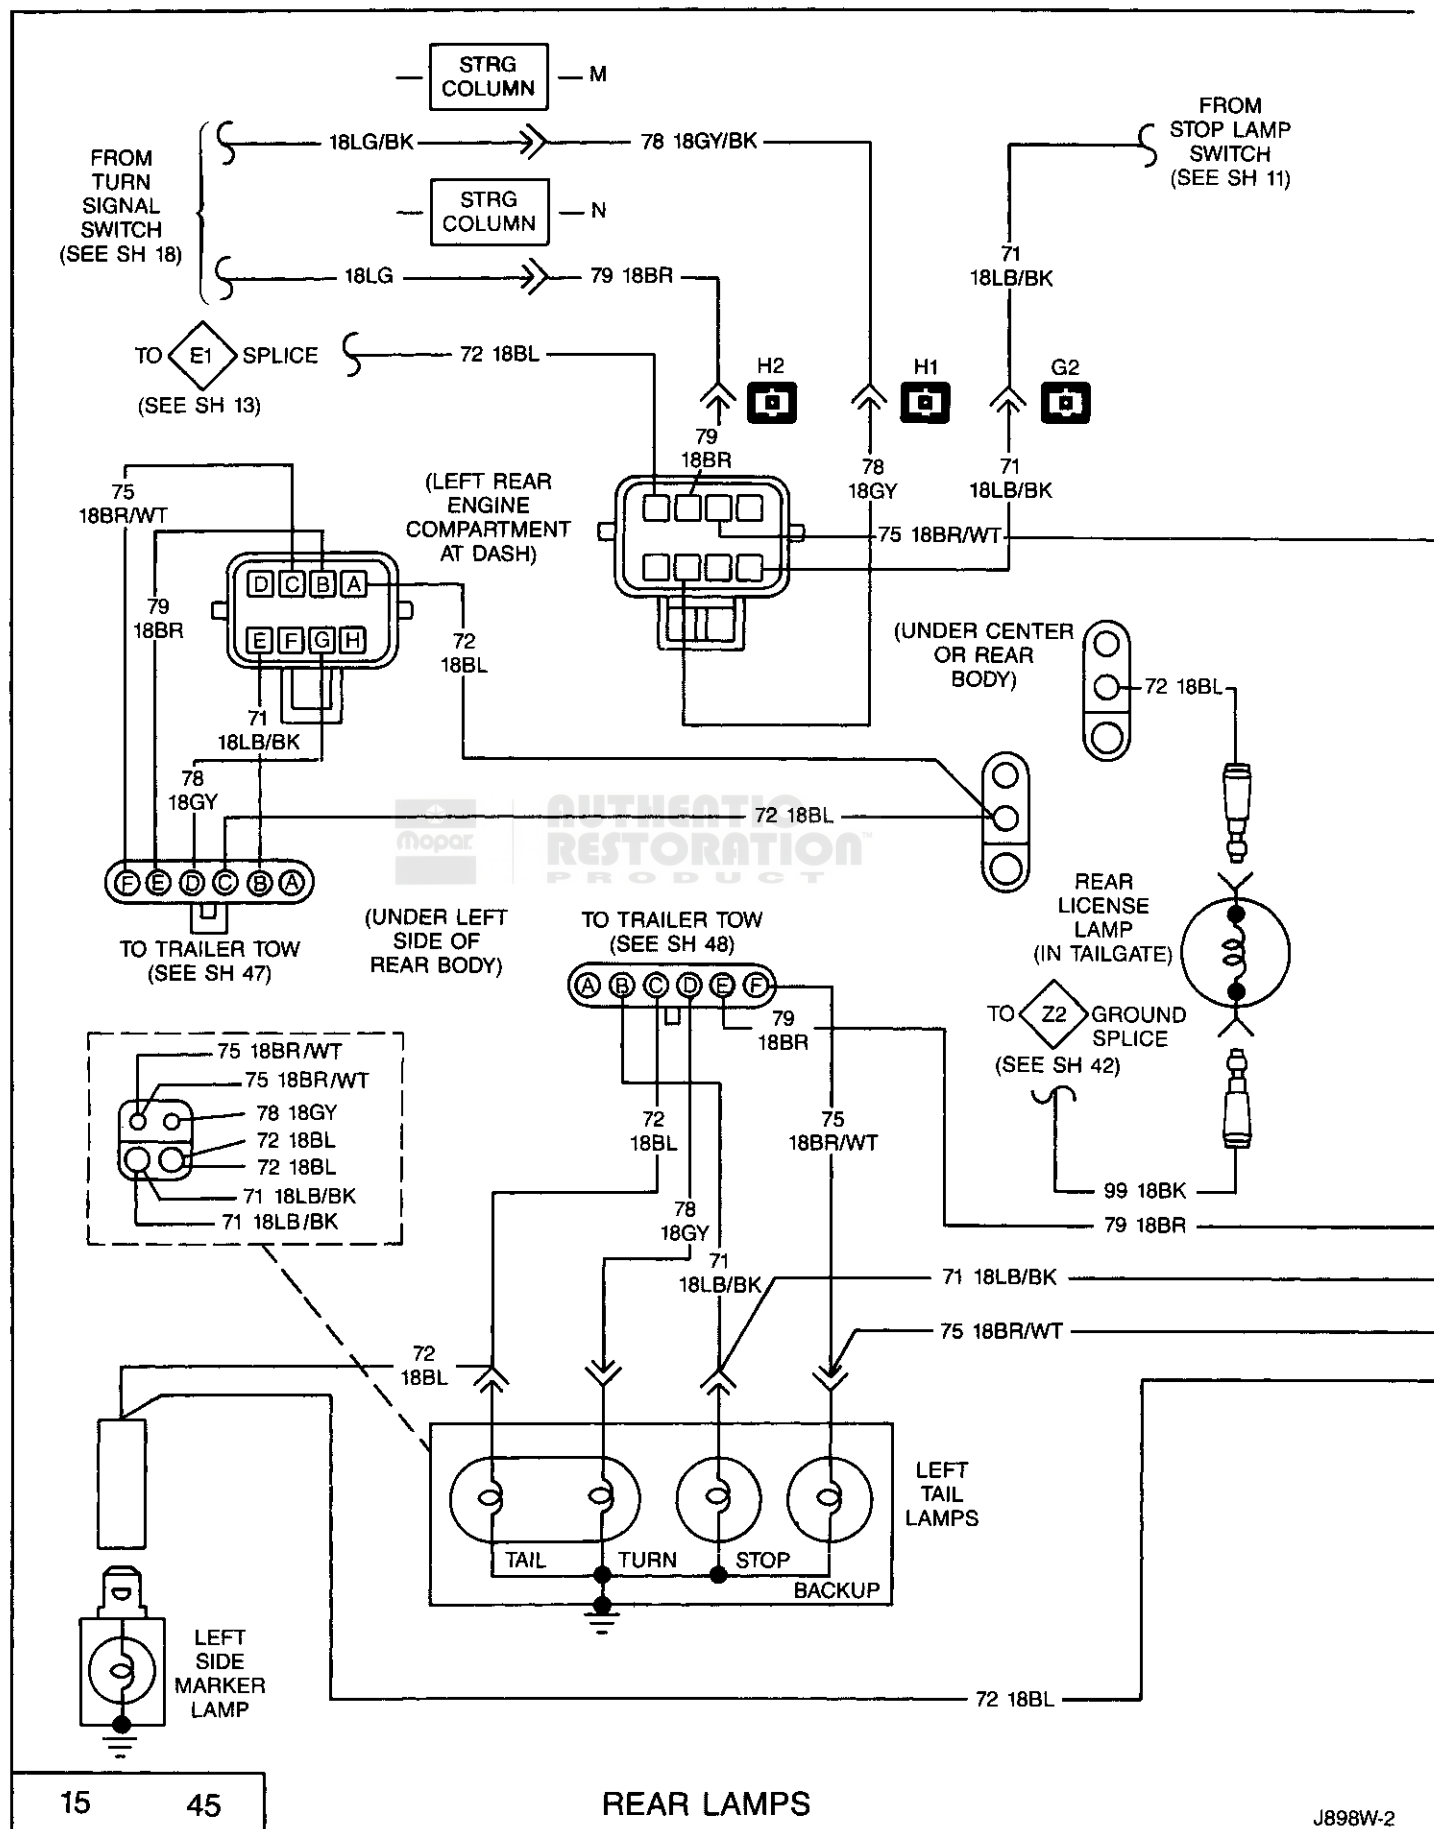 STRG
COLUMN
M
FROM
STOP LAMP
SWITCH
(SEE SH 11)
18LG/BK
78 18GY/BK
FROM
TURN
SIGNAL
SWITCH
(SEE SH 18)
STRG
COLUMN
N
71
18LB/BK
18LG
79 18BR
TO E1 SPLICE
(SEE SH 13)
72 18BL
H2
H1
G2
79
18BR
78
18GY
71
18LB/BK
75
18BR/WT
(LEFT REAR
ENGINE
COMPARTMENT
AT DASH)
75 18BR/WT
D C B A
E F G H
79
18BR
72
18BL
(UNDER CENTER
OR REAR
BODY)
72 18BL
71
18LB/BK
78
18GY
72 18BL
Mopar
AUTHENTIC
RESTORATION™
PRODUCT
F E D C B A
TO TRAILER TOW
(SEE SH 47)
(UNDER LEFT
SIDE OF
REAR BODY)
TO TRAILER TOW
(SEE SH 48)
A B C D E F
REAR
LICENSE
LAMP
(IN TAILGATE)
TO Z2 GROUND
SPLICE
(SEE SH 42)
79
18BR
75 18BR/WT
75 18BR/WT
78 18GY
72 18BL
72 18BL
71 18LB/BK
71 18LB/BK
72
18BL
75
18BR/WT
78
18GY
99 18BK
79 18BR
71
18LB/BK
71 18LB/BK
75 18BR/WT
72
18BL
LEFT
TAIL
LAMPS
TAIL
TURN
STOP
BACKUP
LEFT
SIDE
MARKER
LAMP
72 18BL
15 45
REAR LAMPS
J898W-2